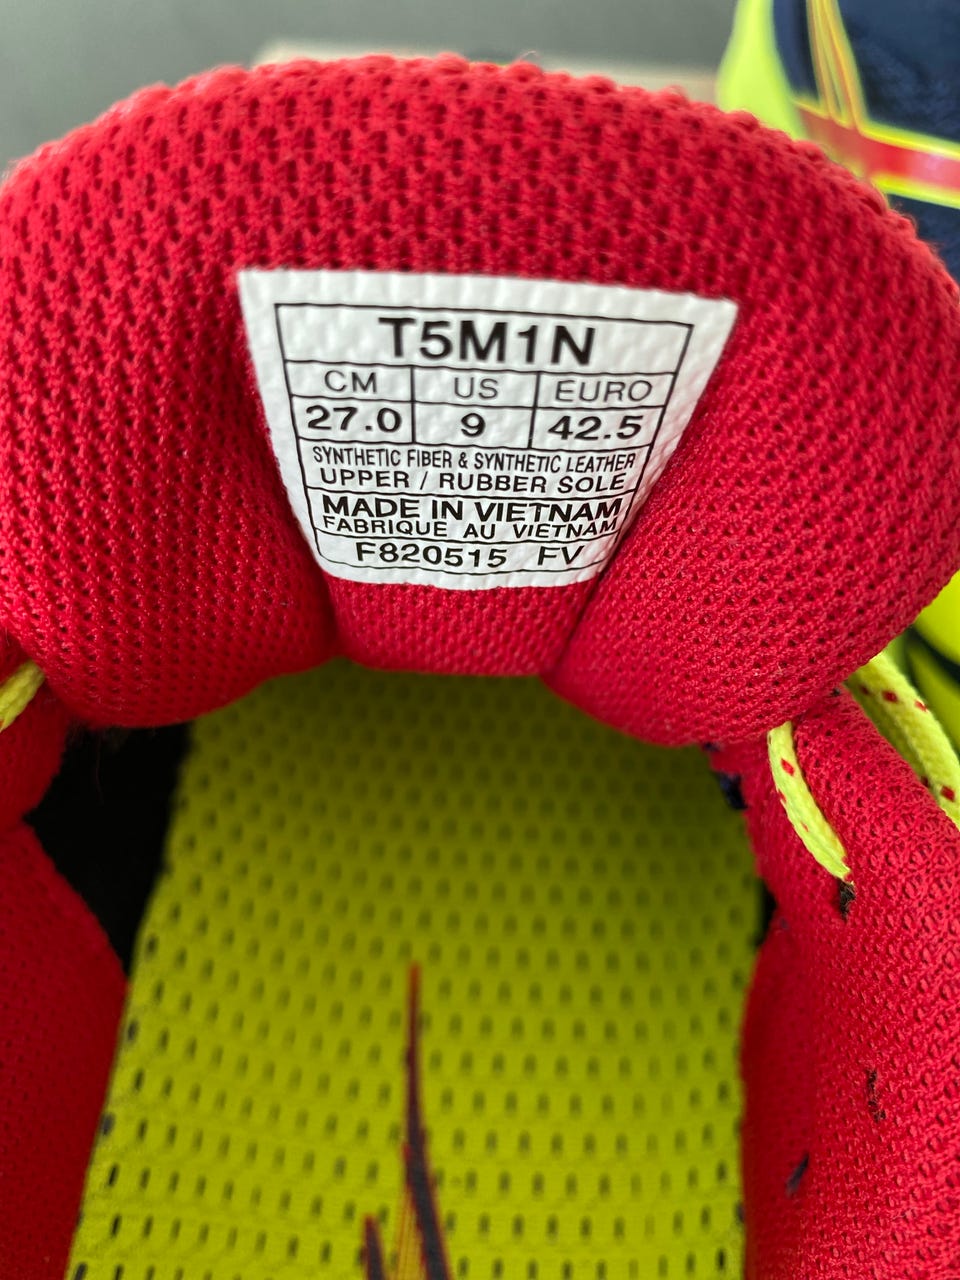 T5M1N
CM US EURO
27.0 9 42.5
SYNTHETIC FIBER & SYNTHETIC LEATHER
UPPER / RUBBER SOLE
MADE IN VIETNAM
FABRIQUE AU VIETNAM
F820515 FV